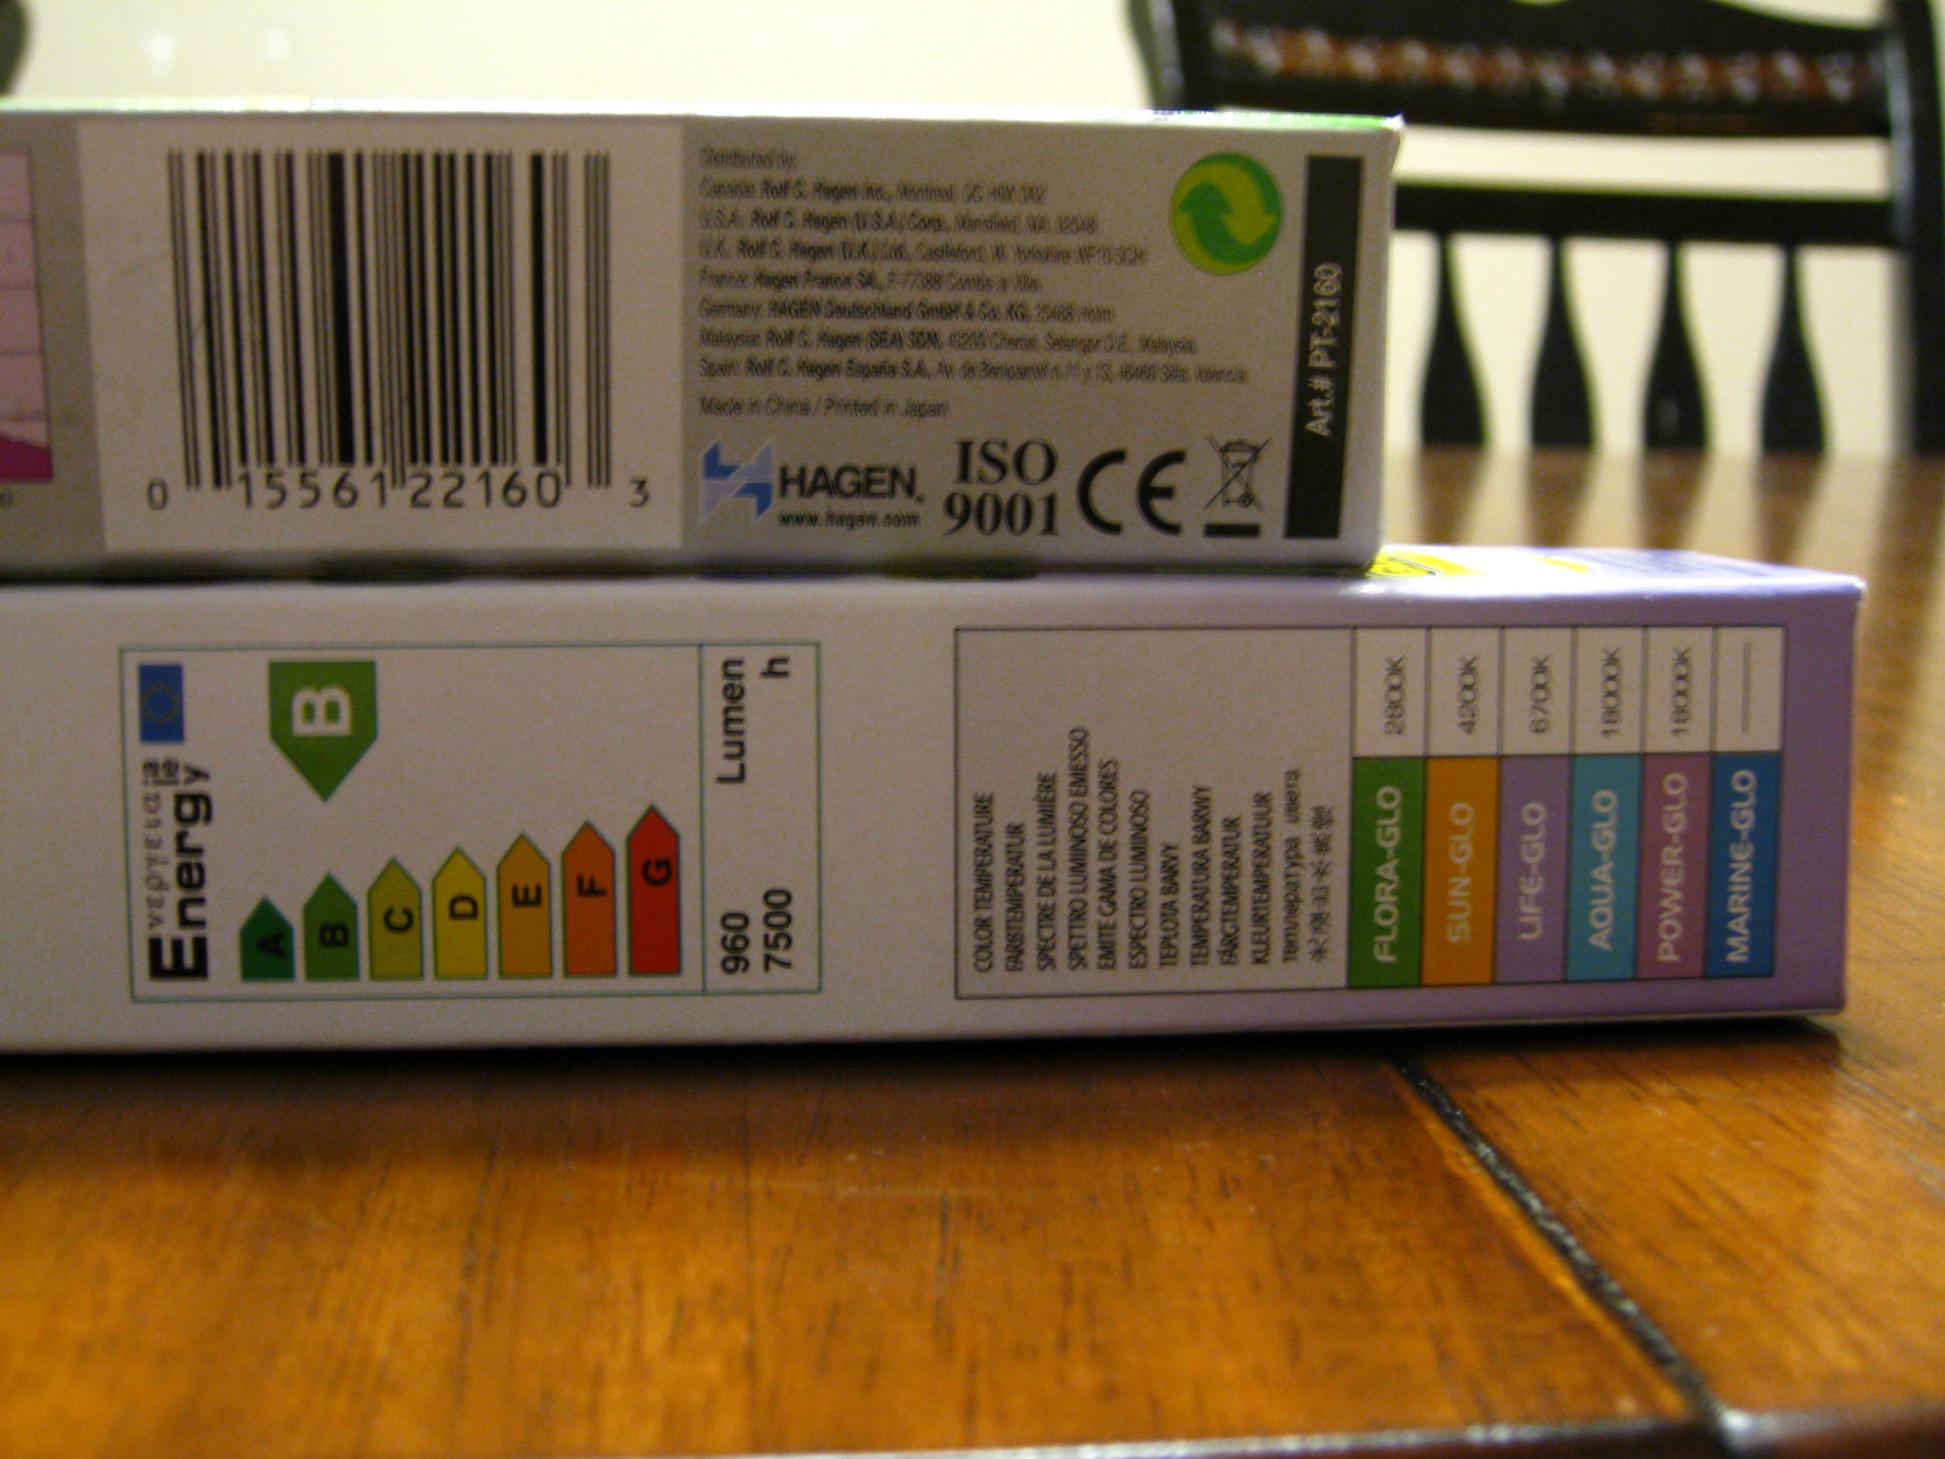 0 15561 22160 3
Distributed by:
Canada: Rolf C. Hagen Inc., Montreal, QC H9X 0A2
U.S.A.: Rolf C. Hagen (U.S.A.) Corp., Mansfield, MA. 02048
U.K.: Rolf C. Hagen (U.K.) Ltd., Castleford, W. Yorkshire WF10 5QH
France: Hagen France SA., F-77388 Combs la Ville
Germany: HAGEN Deutschland GmbH & Co. KG, 25488 Holm
Malaysia: Rolf C. Hagen (SEA) SDN, 43200 Cheras, Selangor D.E., Malaysia
Spain: Rolf C. Hagen España S.A., Av. de Beniparrell n. 11 y 13, 46460 Silla, Valencia
Made in China / Printed in Japan
HAGEN.
www.hagen.com
ISO
9001
CE
Art.# PT-2160
Energy
ενεργεια
ia
ie
B
A
B
C
D
E
F
G
960 Lumen
7500 h
COLOR TEMPERATURE
FARBTEMPERATUR
SPECTRE DE LA LUMIÈRE
SPETTRO LUMINOSO EMESSO
EMITE GAMA DE COLORES
ESPECTRO LUMINOSO
TEPLOTA BARVY
TEMPERATURA BARWY
FÄRGTEMPERATUR
KLEURTEMPERATUUR
температура цвета
FLORA-GLO 2800K
SUN-GLO 4200K
LIFE-GLO 6700K
AQUA-GLO 18000K
POWER-GLO 18000K
MARINE-GLO